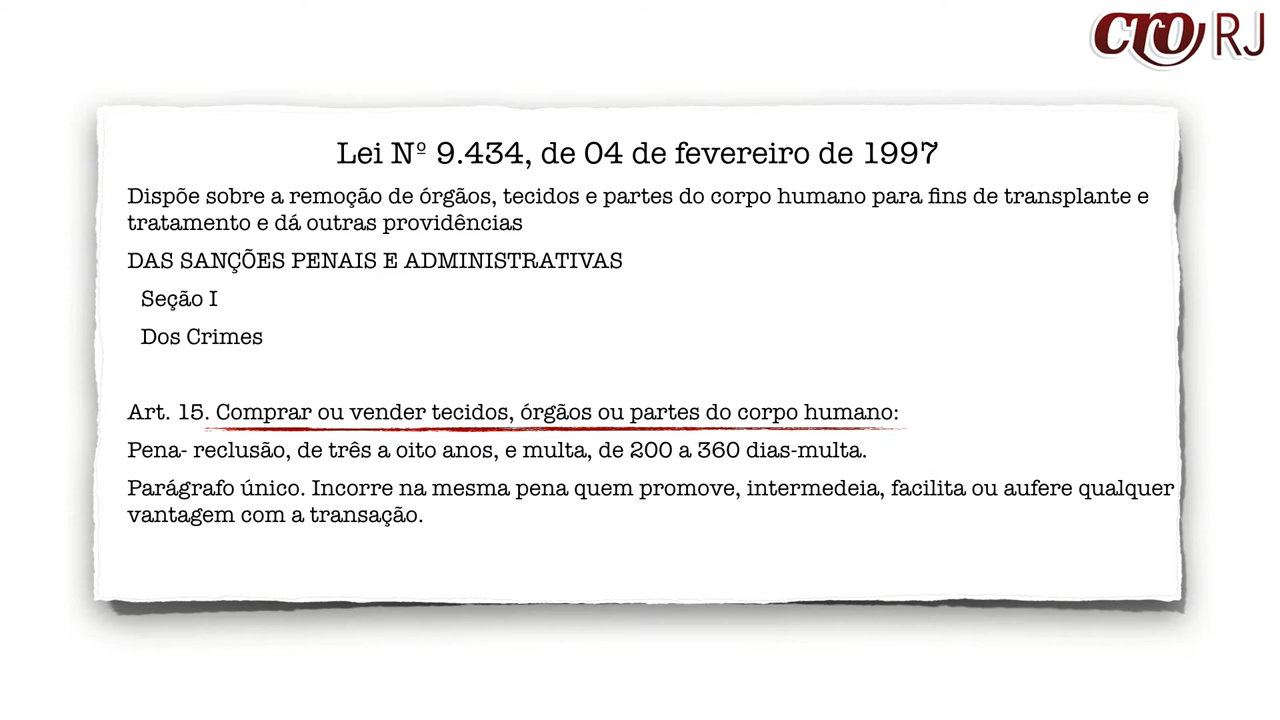 cro RJ
Lei Nº 9.434, de 04 de fevereiro de 1997
Dispõe sobre a remoção de órgãos, tecidos e partes do corpo humano para fins de transplante e
tratamento e dá outras providências
DAS SANÇÕES PENAIS E ADMINISTRATIVAS
Seção I
Dos Crimes
Art. 15. Comprar ou vender tecidos, órgãos ou partes do corpo humano:
Pena- reclusão, de três a oito anos, e multa, de 200 a 360 dias-multa.
Parágrafo único. Incorre na mesma pena quem promove, intermedeia, facilita ou aufere qualquer
vantagem com a transação.